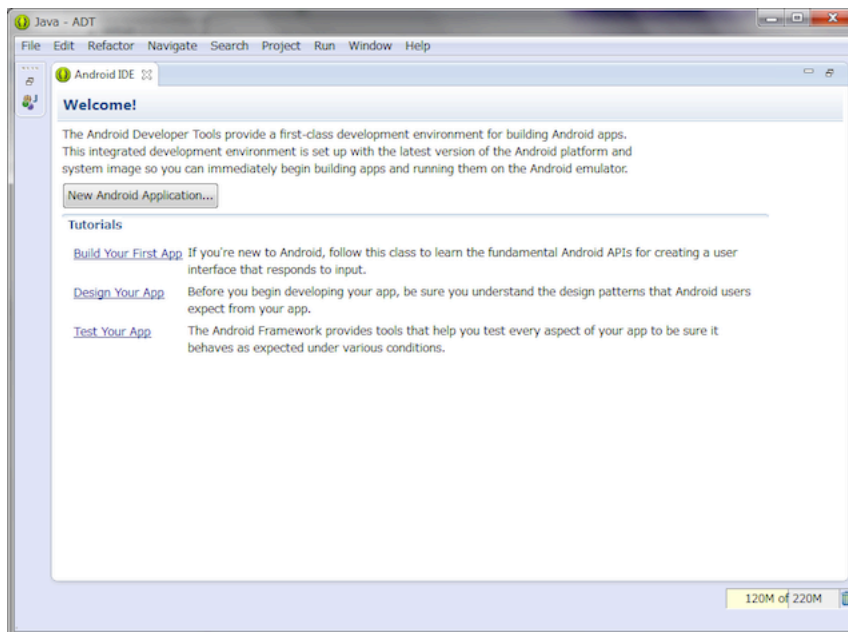 Java - ADT
File Edit Refactor Navigate Search Project Run Window Help
Android IDE
Welcome!
The Android Developer Tools provide a first-class development environment for building Android apps.
This integrated development environment is set up with the latest version of the Android platform and
system image so you can immediately begin building apps and running them on the Android emulator.
New Android Application...
Tutorials
Build Your First App If you're new to Android, follow this class to learn the fundamental Android APIs for creating a user
interface that responds to input.
Design Your App Before you begin developing your app, be sure you understand the design patterns that Android users
expect from your app.
Test Your App The Android Framework provides tools that help you test every aspect of your app to be sure it
behaves as expected under various conditions.
120M of 220M